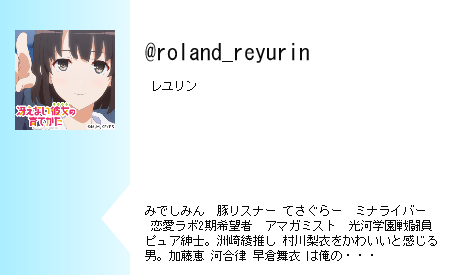 @roland_reyurin
レユリン
冴えない彼女の
育てかた
みでしみん 豚リスナー てさぐらー ミナライバー
恋愛ラボ2期希望者 アマガミスト 光河学園戦闘員
ピュア紳士。洲崎綾推し 村川梨衣をかわいいと感じる
男。加藤恵 河合律 早倉舞衣 は俺の・・・